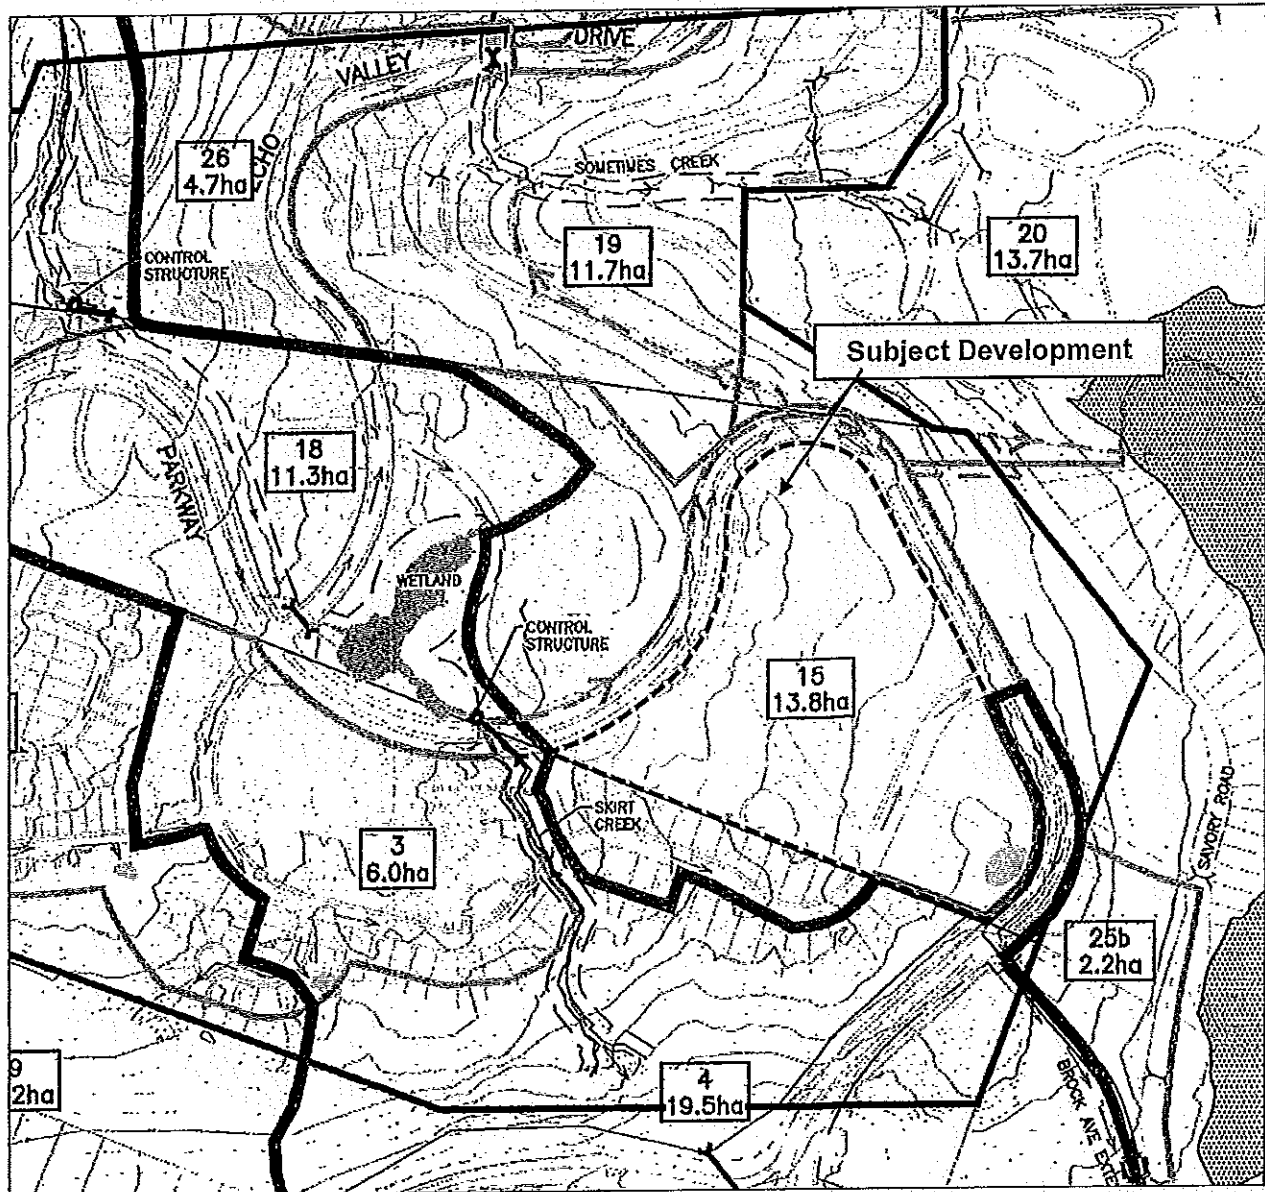 VALLEY
DRIVE
26
4.7ha
SOMETIMES CREEK
19
11.7ha
20
13.7ha
CONTROL
STRUCTURE
Subject Development
18
11.3ha
PARKWAY
WETLAND
CONTROL
STRUCTURE
15
13.8ha
SKIRT
CREEK
SAVORY ROAD
3
6.0ha
25b
2.2ha
9
2ha
4
19.5ha
BROCK AVE EXTE